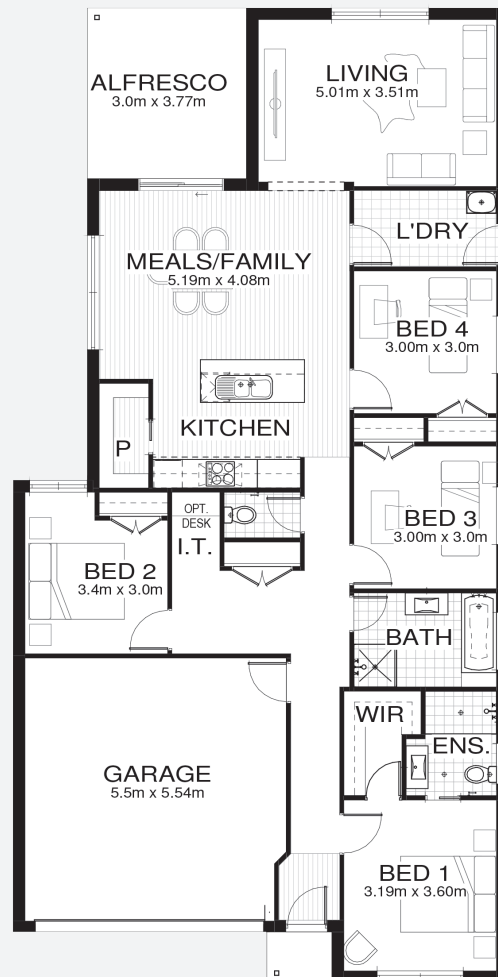 ALFRESCO
3.0m x 3.77m
LIVING
5.01m x 3.51m
L'DRY
MEALS/FAMILY
5.19m x 4.08m
BED 4
3.00m x 3.0m
KITCHEN
P
OPT.
DESK
I.T.
BED 3
3.00m x 3.0m
BED 2
3.4m x 3.0m
BATH
WIR
ENS.
GARAGE
5.5m x 5.54m
BED 1
3.19m x 3.60m